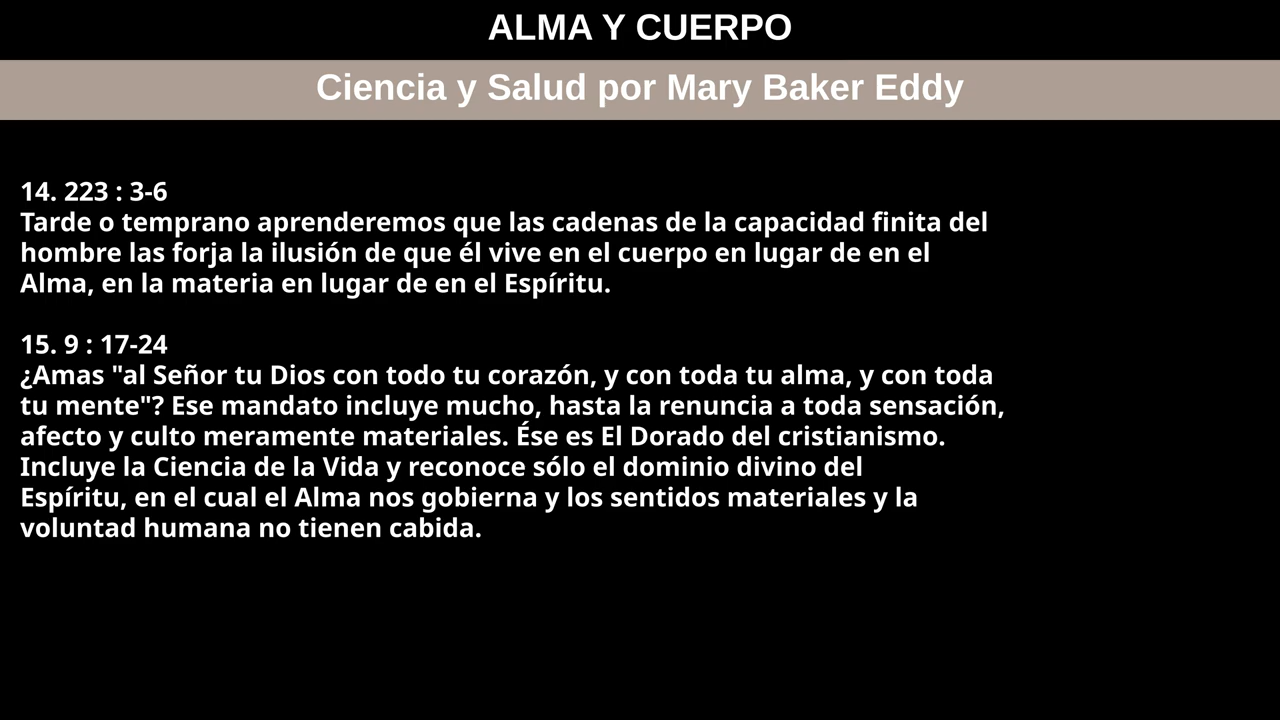 ALMA Y CUERPO
Ciencia y Salud por Mary Baker Eddy
14. 223 : 3-6
Tarde o temprano aprenderemos que las cadenas de la capacidad finita del
hombre las forja la ilusión de que él vive en el cuerpo en lugar de en el
Alma, en la materia en lugar de en el Espíritu.
15. 9 : 17-24
¿Amas "al Señor tu Dios con todo tu corazón, y con toda tu alma, y con toda
tu mente"? Ese mandato incluye mucho, hasta la renuncia a toda sensación,
afecto y culto meramente materiales. Ése es El Dorado del cristianismo.
Incluye la Ciencia de la Vida y reconoce sólo el dominio divino del
Espíritu, en el cual el Alma nos gobierna y los sentidos materiales y la
voluntad humana no tienen cabida.